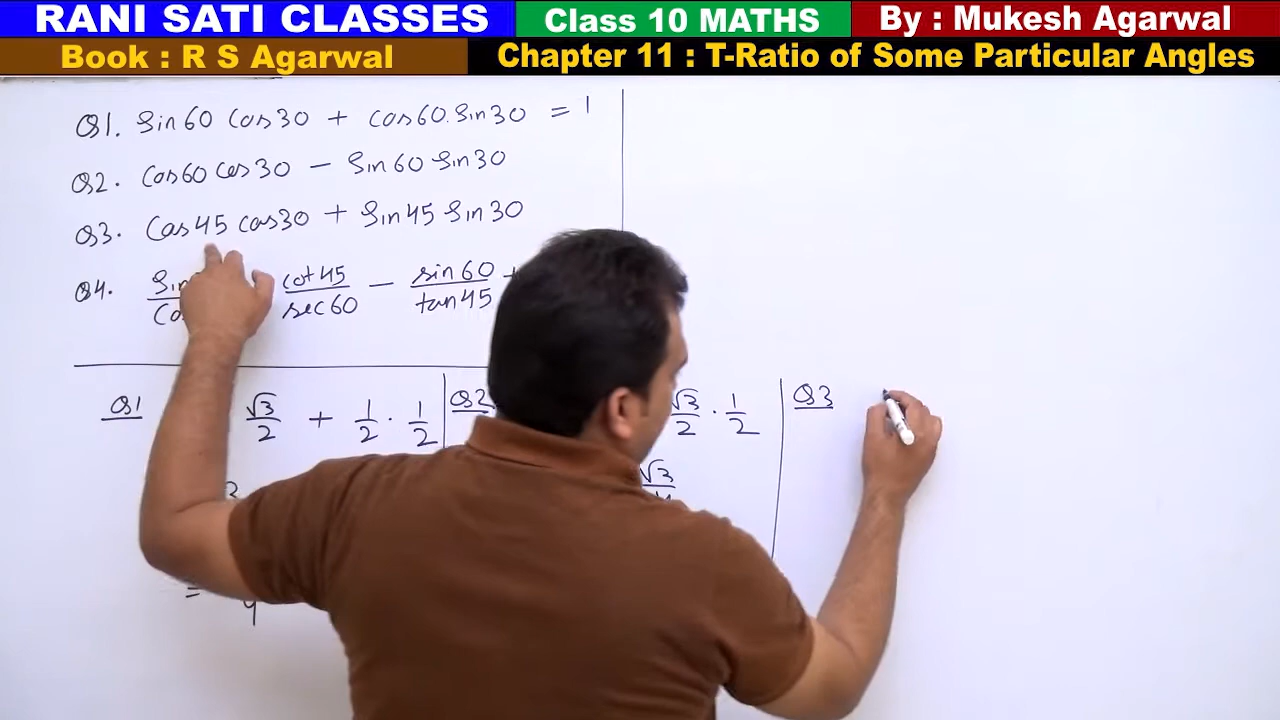 RANI SATI CLASSES
Class 10 MATHS
By : Mukesh Agarwal
Book : R S Agarwal
Chapter 11 : T-Ratio of Some Particular Angles
Q1. Sin60 Cos30 + cos60.Sin30 = 1
Q2. Cos60 Cos30 − Sin60 Sin30
Q3. Cos45 cos30 + Sin45 Sin30
Q4. cot45/sec60 − sin60/tan45
Q1 √3/2 + 1/2 · 1/2
Q2 √3/2 · 1/2
√3
Q3
=